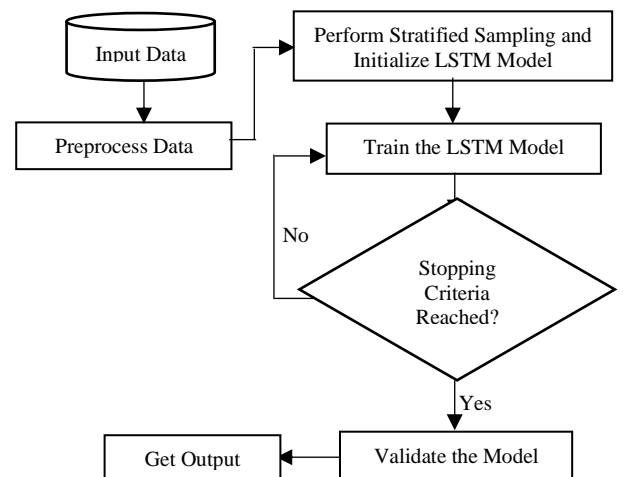 Input Data
Perform Stratified Sampling and
Initialize LSTM Model
Preprocess Data
Train the LSTM Model
No
Stopping
Criteria
Reached?
Yes
Get Output
Validate the Model